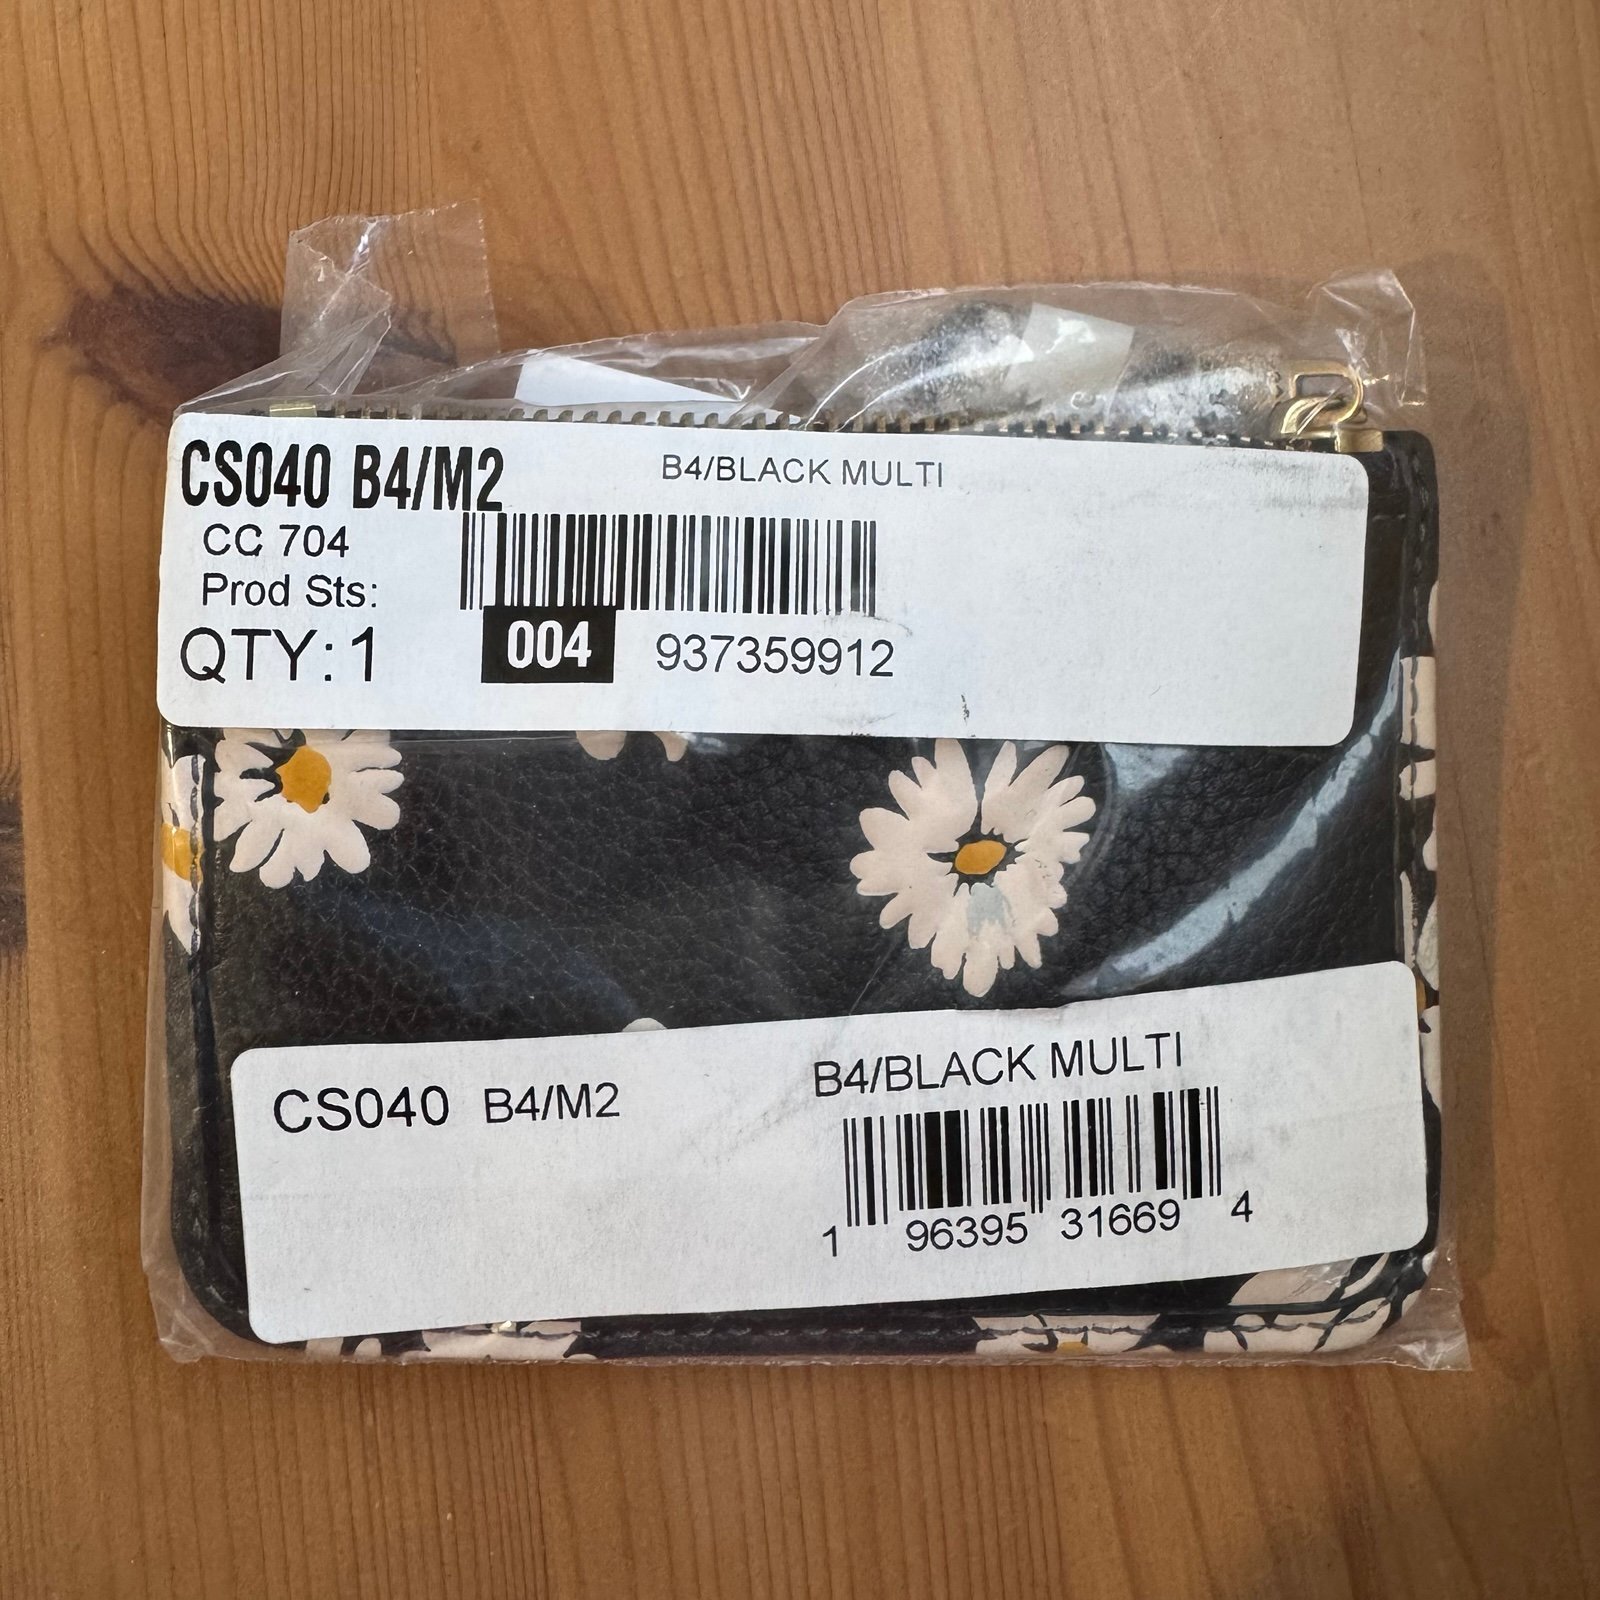 CS040 B4/M2
B4/BLACK MULTI
CC 704
Prod Sts:
QTY: 1
004
937359912
CS040 B4/M2
B4/BLACK MULTI
1 96395 31669 4